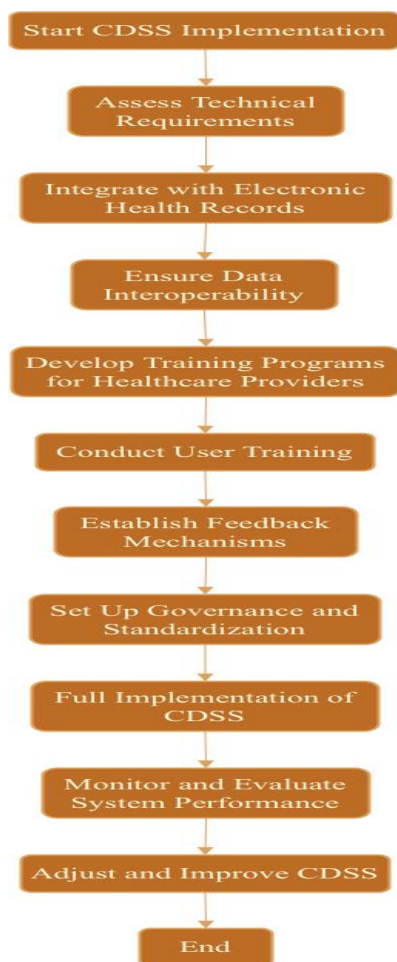 Start CDSS Implementation
Assess Technical
Requirements
Integrate with Electronic
Health Records
Ensure Data
Interoperability
Develop Training Programs
for Healthcare Providers
Conduct User Training
Establish Feedback
Mechanisms
Set Up Governance and
Standardization
Full Implementation of
CDSS
Monitor and Evaluate
System Performance
Adjust and Improve CDSS
End